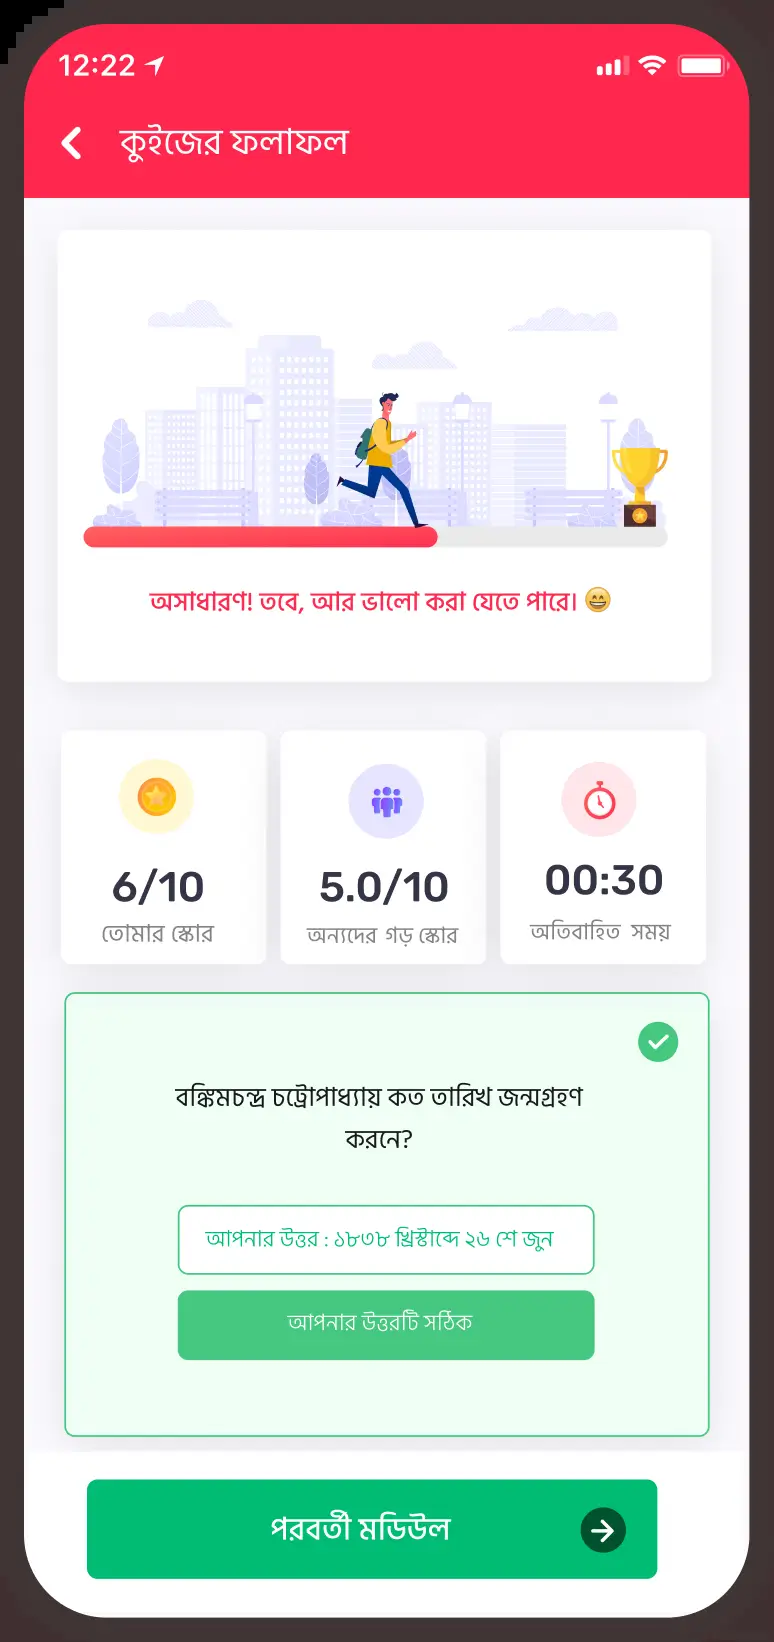 12:22
কুইজের ফলাফল
অসাধারণ! তবে, আর ভালো করা যেতে পারে। 😄
6/10
5.0/10
00:30
তোমার স্কোর
অন্যদের গড় স্কোর
অতিবাহিত সময়
বঙ্কিমচন্দ্র চট্টোপাধ্যায় কত তারিখ জন্মগ্রহণ
করনে?
আপনার উত্তর : ১৮৩৮ খ্রিস্টাব্দে ২৬ শে জুন
আপনার উত্তরটি সঠিক
পরবর্তী মডিউল